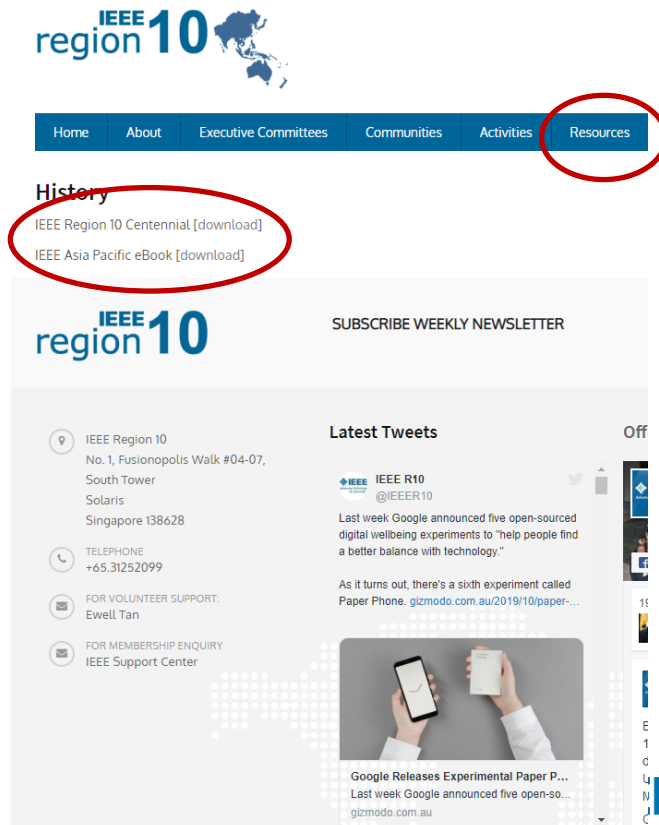 IEEE
region 10
Home About Executive Committees Communities Activities Resources
History
IEEE Region 10 Centennial [download]
IEEE Asia Pacific eBook [download]
IEEE
region 10
SUBSCRIBE WEEKLY NEWSLETTER
IEEE Region 10
No. 1, Fusionopolis Walk #04-07,
South Tower
Solaris
Singapore 138628
TELEPHONE
+65.31252099
FOR VOLUNTEER SUPPORT:
Ewell Tan
FOR MEMBERSHIP ENQUIRY
IEEE Support Center
Latest Tweets
IEEE
IEEE R10
@IEEER10
Last week Google announced five open-sourced
digital wellbeing experiments to "help people find
a better balance with technology."
As it turns out, there's a sixth experiment called
Paper Phone. gizmodo.com.au/2019/10/paper-...
Google Releases Experimental Paper P...
Last week Google announced five open-so...
gizmodo.com.au
Off
19
E
1
d